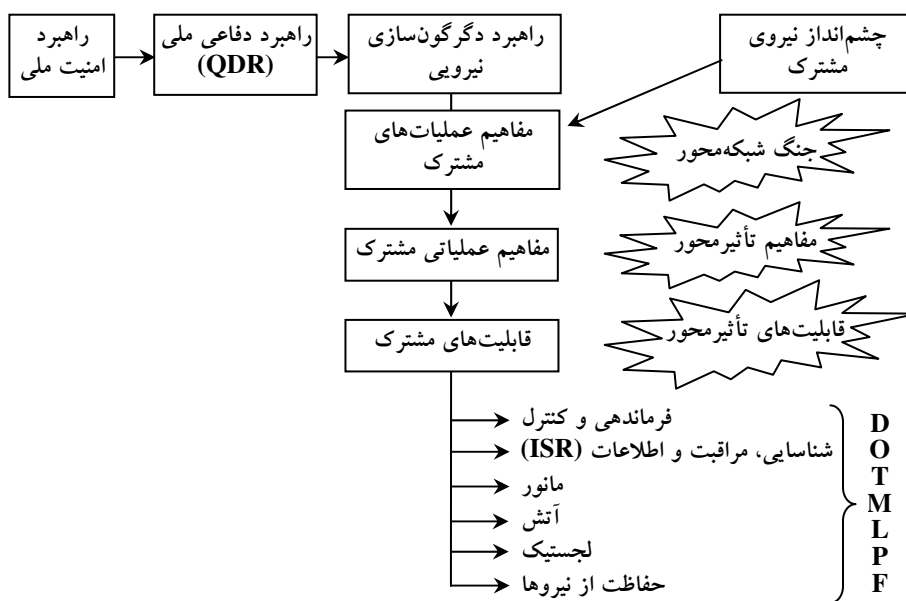 راهبرد
امنیت ملی
راهبرد دفاعی ملی
(QDR)
راهبرد دگرگون‌سازی
نیرویی
چشم‌انداز نیروی
مشترک
مفاهیم عملیات‌های
مشترک
جنگ شبکه‌محور
مفاهیم عملیاتی مشترک
مفاهیم تأثیرمحور
قابلیت‌های مشترک
قابلیت‌های تأثیرمحور
فرماندهی و کنترل
شناسایی، مراقبت و اطلاعات (ISR)
مانور
آتش
لجستیک
حفاظت از نیروها
D
O
T
M
L
P
F